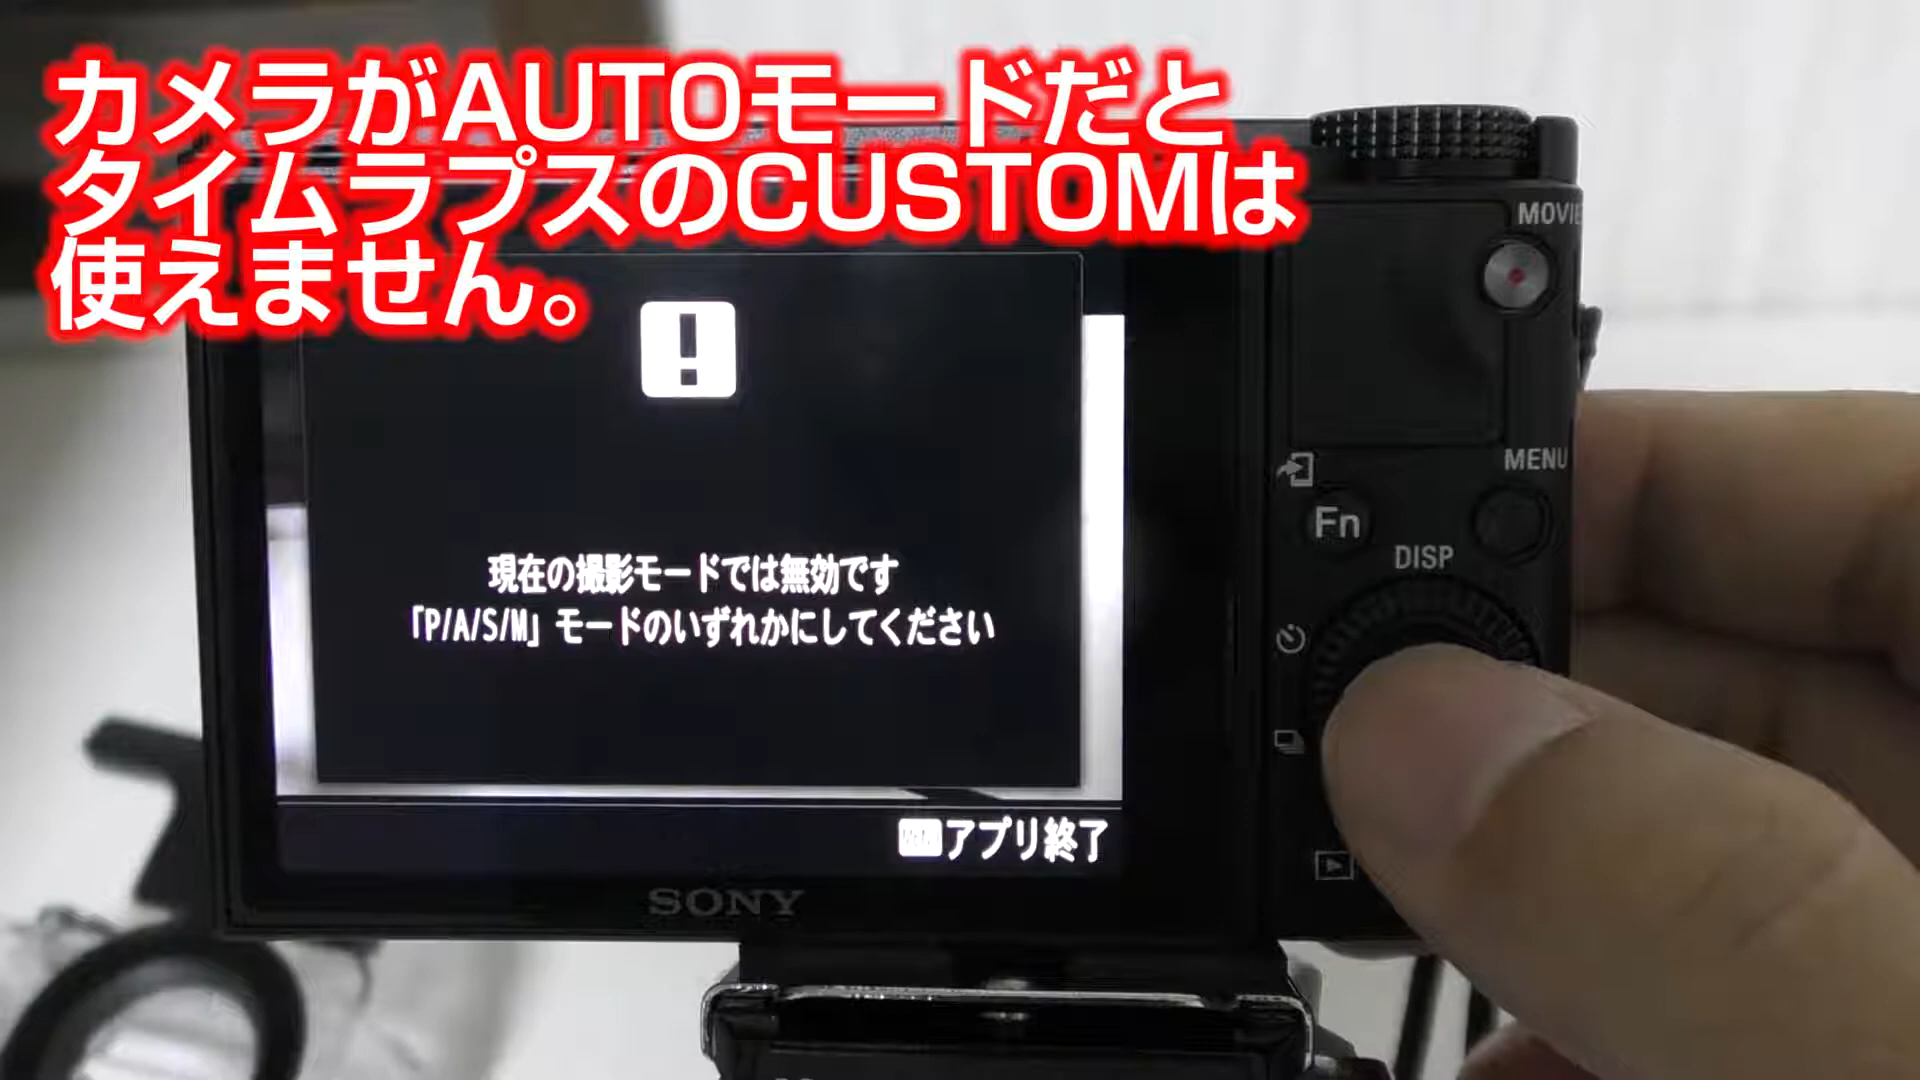 カメラがAUTOモードだと
タイムラプスのCUSTOMは
使えません。
MOVIE
MENU
Fn
DISP
現在の撮影モードでは無効です
「P/A/S/M」モードのいずれかにしてください
アプリ終了
SONY